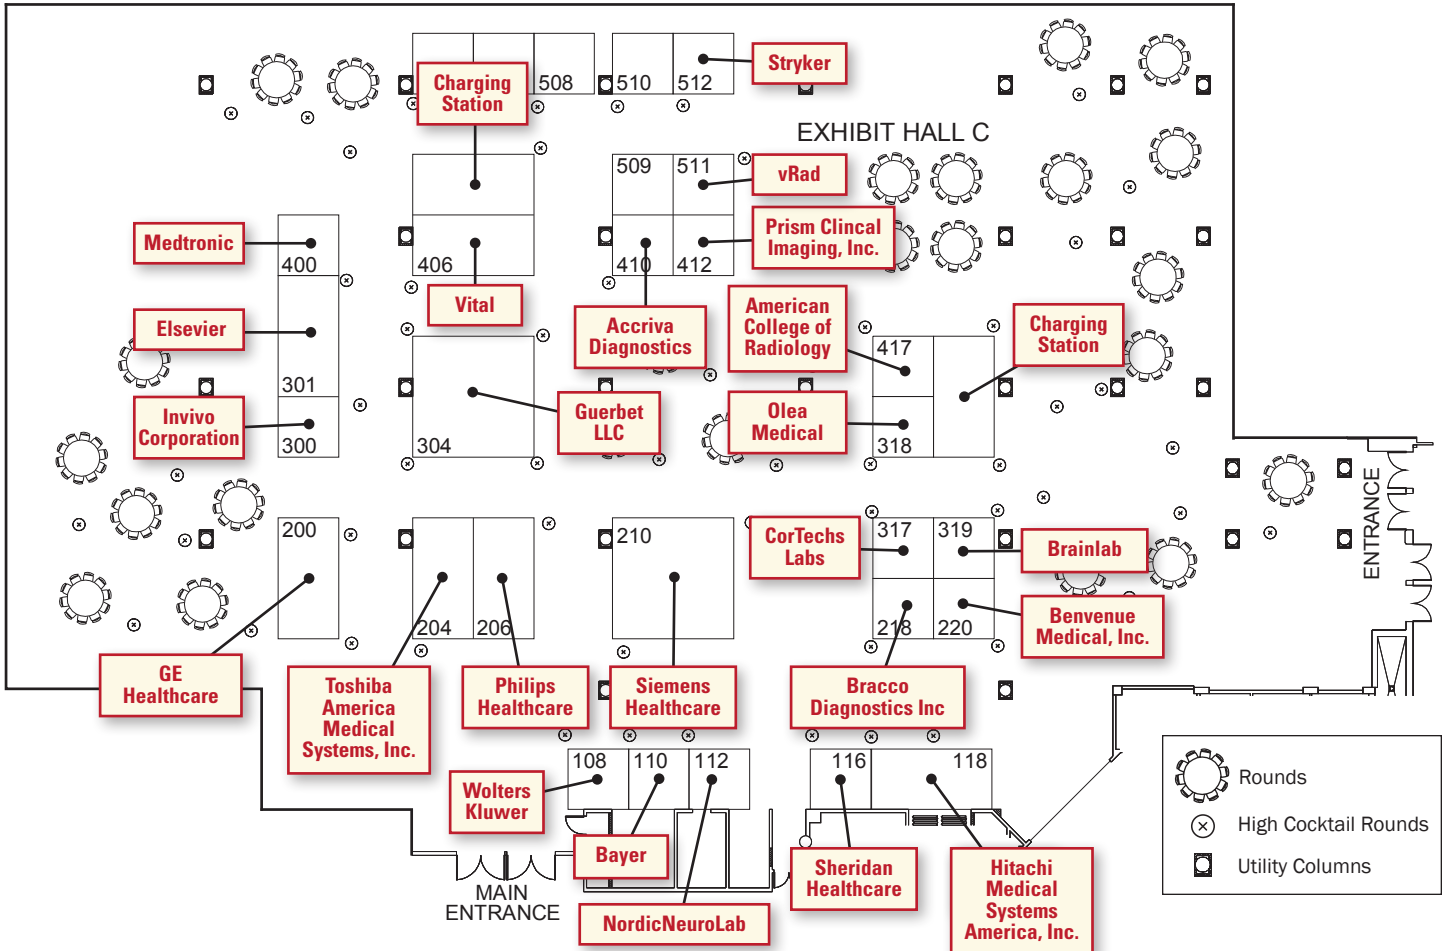 508
510
512
Stryker
Charging
Station
EXHIBIT HALL C
509
511
vRad
Medtronic
400
406
410
412
Prism Clincal
Imaging, Inc.
Vital
Elsevier
301
Accriva
Diagnostics
American
College of
Radiology
417
Charging
Station
Invivo
Corporation
300
304
Guerbet
LLC
Olea
Medical
318
ENTRANCE
200
204
206
210
CorTechs
Labs
317
319
Brainlab
218
220
Benvenue
Medical, Inc.
GE
Healthcare
Toshiba
America
Medical
Systems, Inc.
Philips
Healthcare
Siemens
Healthcare
Bracco
Diagnostics Inc
108
110
112
116
118
Wolters
Kluwer
Bayer
MAIN
ENTRANCE
NordicNeuroLab
Sheridan
Healthcare
Hitachi
Medical
Systems
America, Inc.
Rounds
High Cocktail Rounds
Utility Columns